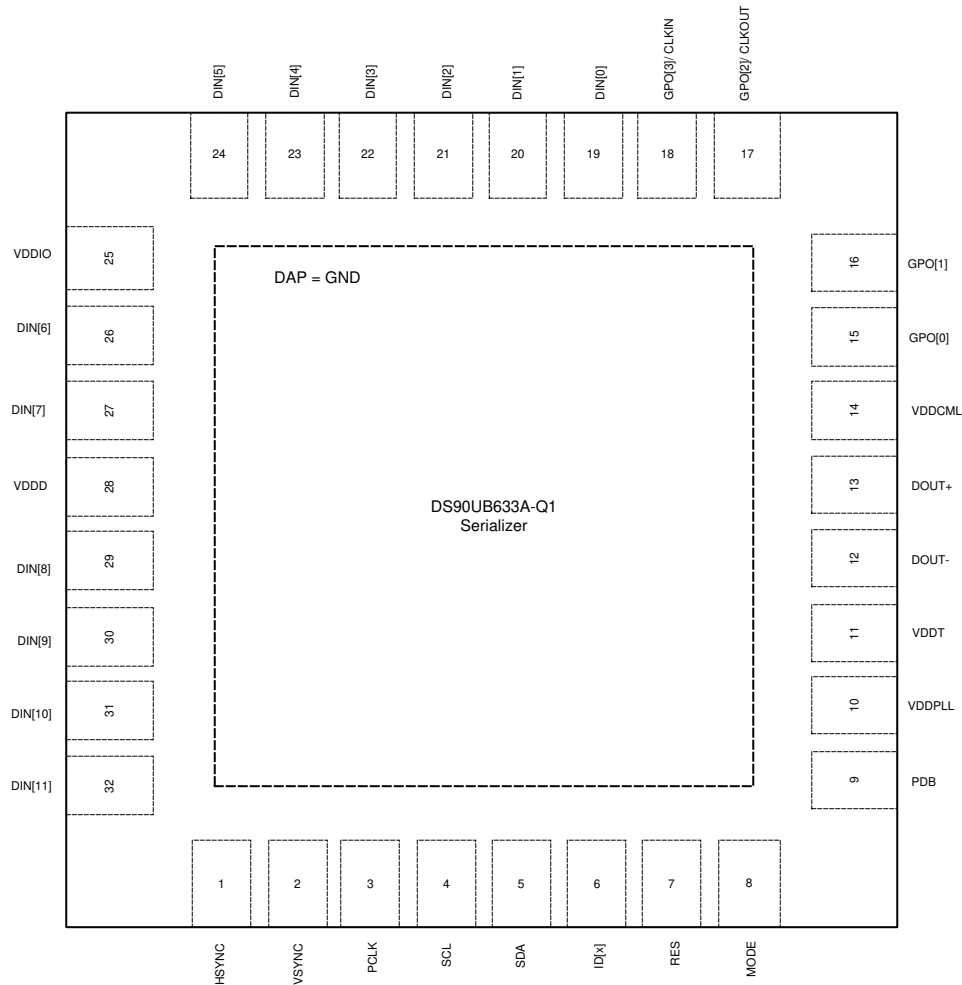 DIN[5]
DIN[4]
DIN[3]
DIN[2]
DIN[1]
DIN[0]
GPO[3]/ CLKIN
GPO[2]/ CLKOUT
24
23
22
21
20
19
18
17
VDDIO
25
DIN[6]
26
DIN[7]
27
VDDD
28
DIN[8]
29
DIN[9]
30
DIN[10]
31
DIN[11]
32
DAP = GND
DS90UB633A-Q1
Serializer
16
GPO[1]
15
GPO[0]
14
VDDCML
13
DOUT+
12
DOUT-
11
VDDT
10
VDDPLL
9
PDB
1
2
3
4
5
6
7
8
HSYNC
VSYNC
PCLK
SCL
SDA
ID[x]
RES
MODE